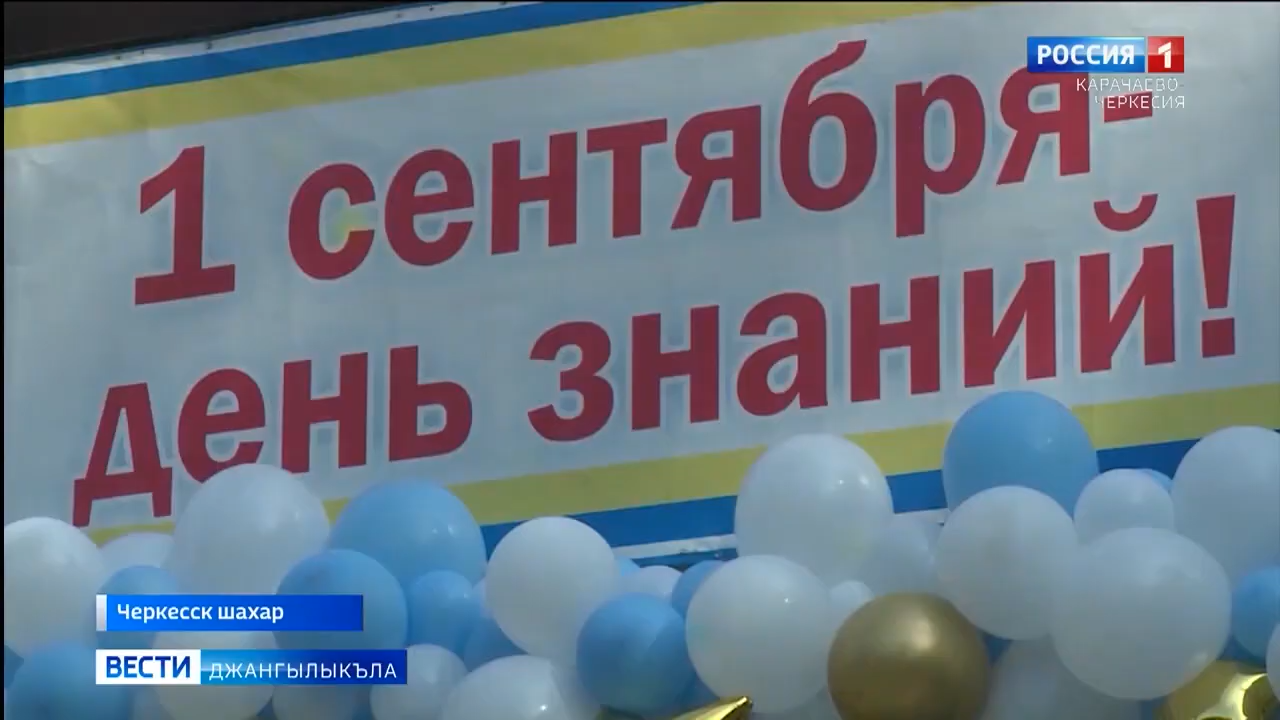 РОССИЯ 1
КАРАЧАЕВО-
ЧЕРКЕСИЯ
1 сентября-
день знаний!
Черкесск шахар
ВЕСТИ ДЖАНГЫЛЫКЪЛА